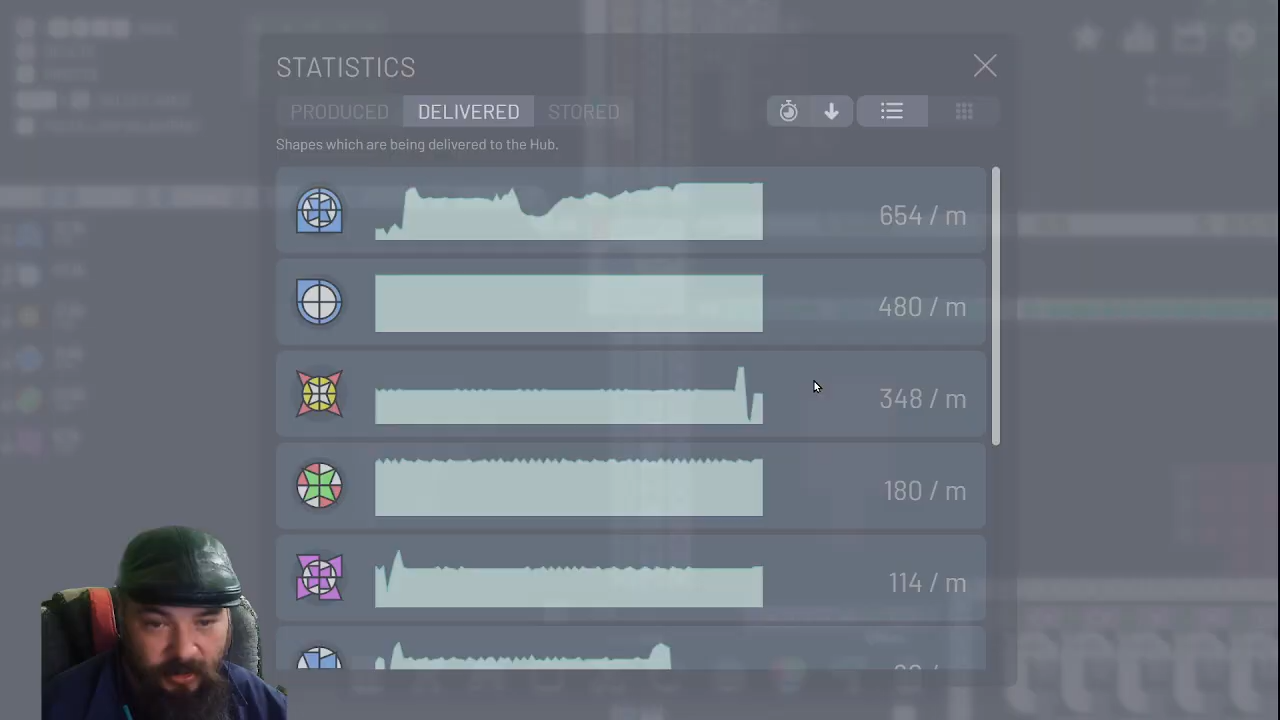 STATISTICS
PRODUCED DELIVERED STORED
Shapes which are being delivered to the Hub.
654 / m
480 / m
348 / m
180 / m
114 / m